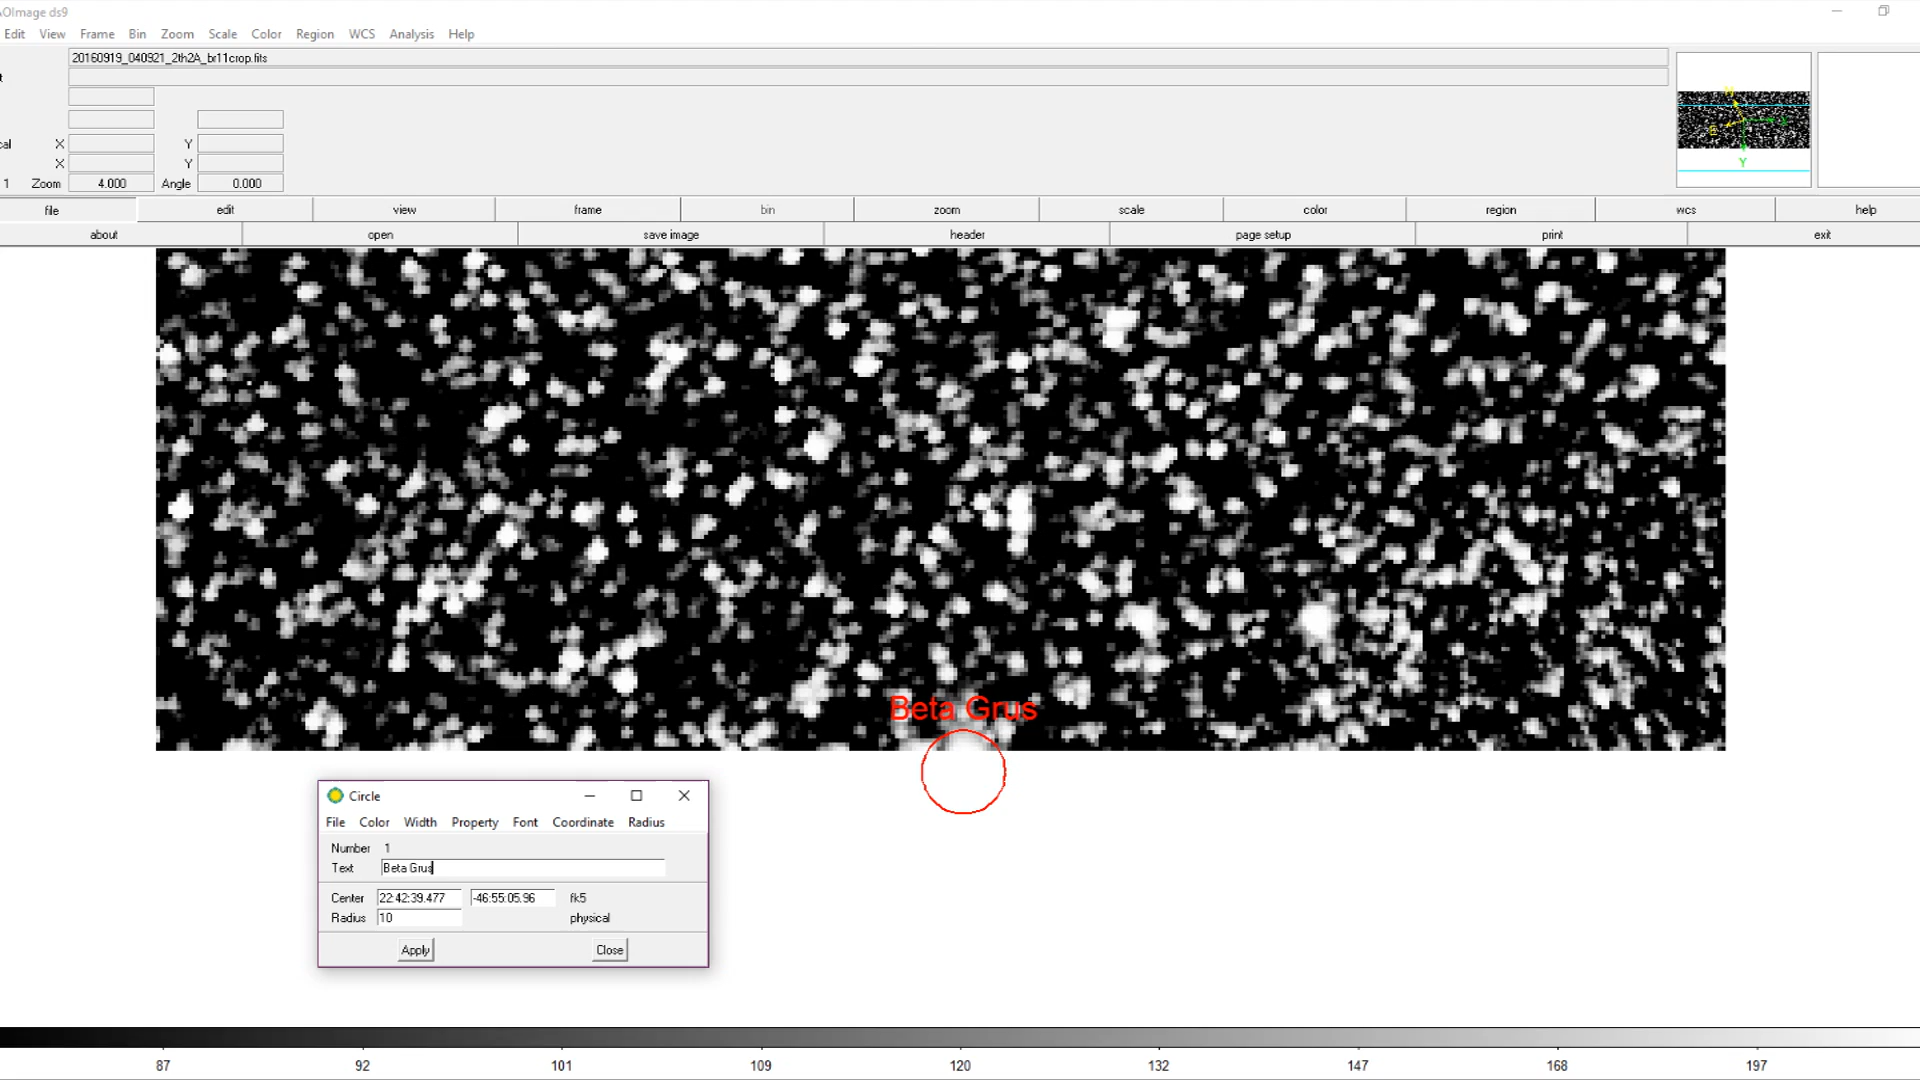 AOImage ds9
Edit View Frame Bin Zoom Scale Color Region WCS Analysis Help
20160919_040921_2th2A_br11crop.fits
t
cal X Y
X Y
1 Zoom 4.000 Angle 0.000
N
E
X
Y
file edit view frame bin zoom scale color region wcs help
about open save image header page setup print exit
Beta Grus
Circle
File Color Width Property Font Coordinate Radius
Number 1
Text Beta Grus
Center 22:42:39.477 -46:55:05.96 fk5
Radius 10 physical
Apply Close
87 92 101 109 120 132 147 168 197